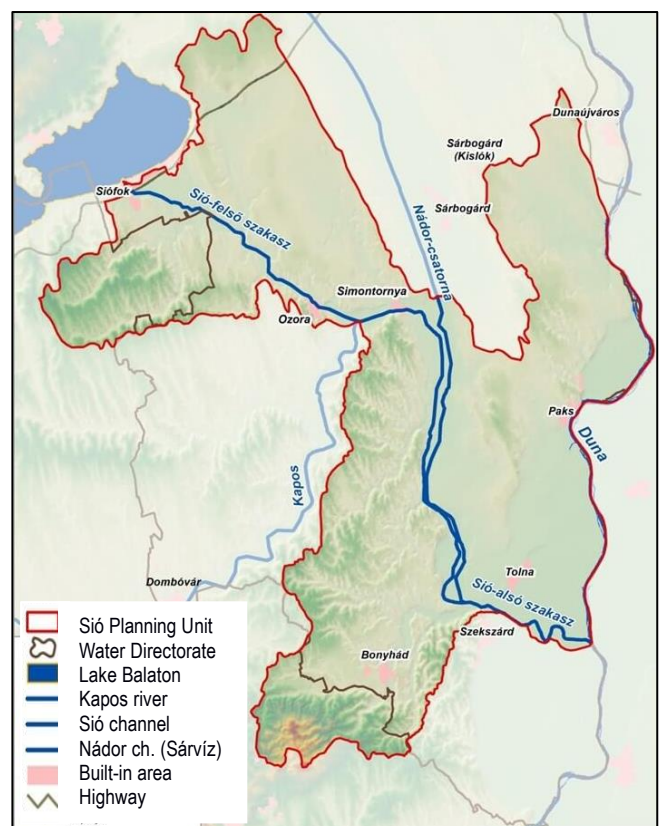 Dunaújváros
Sárbogárd
(Kislók)
Siófok
Sió-felső szakasz
Sárbogárd
Nádor-csatorna
Simontornya
Ozora
Paks
Duna
Kapos
Dombóvár
Tolna
Sió-alsó szakasz
Szekszárd
Bonyhád
Sió Planning Unit
Water Directorate
Lake Balaton
Kapos river
Sió channel
Nádor ch. (Sárvíz)
Built-in area
Highway